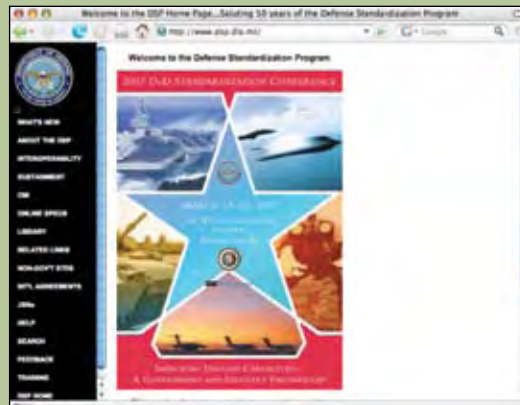 Welcome to the DSP Home Page...Saluting 50 years of the Defense Standardization Program
http://www.dsp.dla.mil/
Google
Welcome to the Defense Standardization Program
2007 DOD STANDARDIZATION CONFERENCE
WHAT'S NEW
ABOUT THE DSP
INTEROPERABILITY
SUSTAINMENT
ONLINE SPECS
LIBRARY
RELATED LINKS
NON-GOV'T STDS
INT'L AGREEMENTS
HELP
SEARCH
FEEDBACK
TRAINING
DSP HOME
A GOVERNMENT AND INDUSTRY PARTNERSHIP